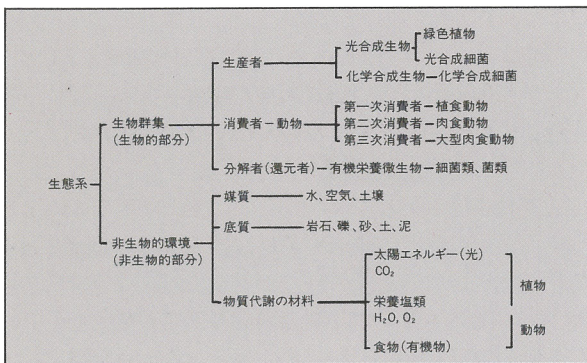 緑色植物
光合成生物
生産者
光合成細菌
化学合成生物ー化学合成細菌
第一次消費者ー植食動物
生物群集
(生物的部分)
消費者ー動物
第二次消費者ー肉食動物
第三次消費者ー大型肉食動物
分解者(還元者)ー有機栄養微生物ー細菌類、菌類
生態系
媒質
水、空気、土壌
非生物的環境
(非生物的部分)
底質
岩石、礫、砂、土、泥
太陽エネルギー(光)
CO₂
植物
物質代謝の材料
栄養塩類
H₂O, O₂
動物
食物(有機物)